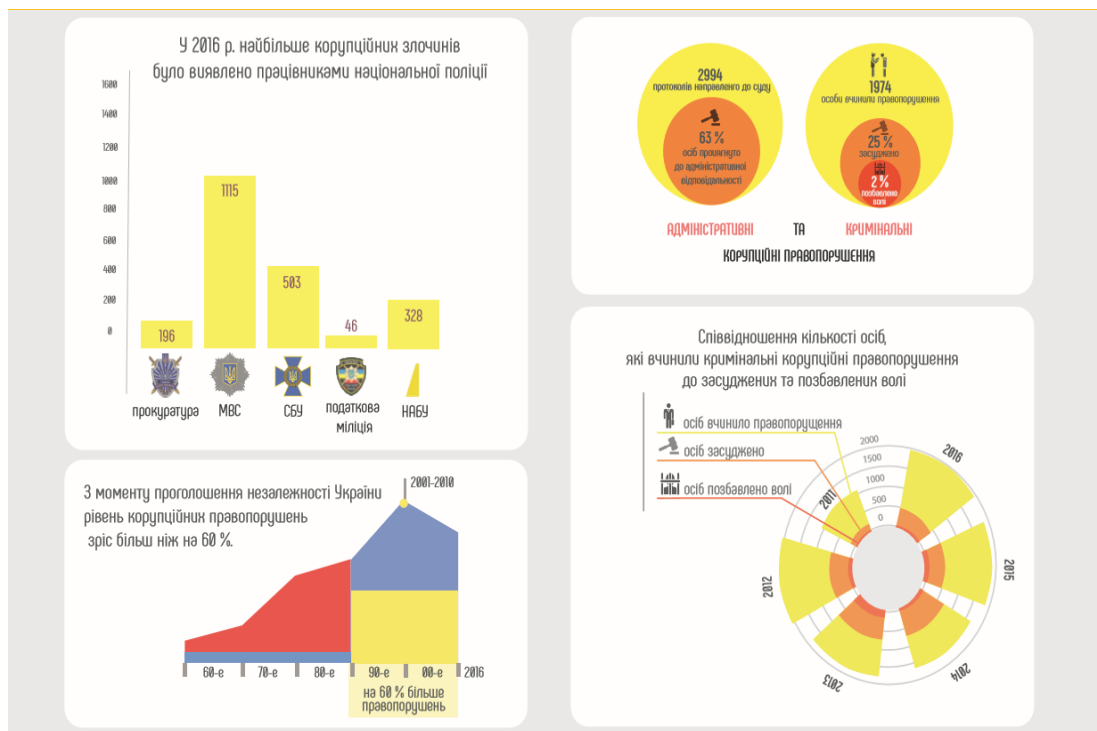 У 2016 р. найбільше корупційних злочинів
було виявлено працівниками національної поліції
1600
1400
1200
1000
800
600
400
200
0
196
1115
503
46
328
прокуратура
МВС
СБУ
податкова
міліція
НАБУ
2994
протоколів направленго до суду
63 %
осіб процягнуто
до адміністративної
відповідальності
1974
особи вчинили правопорушення
25 %
засуджено
2 %
позбавлено
волі
АДМІНІСТРАТИВНІ ТА КРИМІНАЛЬНІ
КОРУПЦІЙНІ ПРАВОПОРУШЕННЯ
З моменту проголошення незалежності України
рівень корупційних правопорушень
зріс більш ніж на 60 %.
2001-2010
60-е
70-е
80-е
90-е
00-е
2016
на 60 % більше
правопорушень
Співвідношення кількості осіб,
які вчинили кримінальні корупційні правопорушення
до засуджених та позбавлених волі
осіб вчинило правопорущення
осіб засуджено
осіб позбавлено волі
2000
1500
1000
500
0
2011
2016
2015
2014
2013
2012